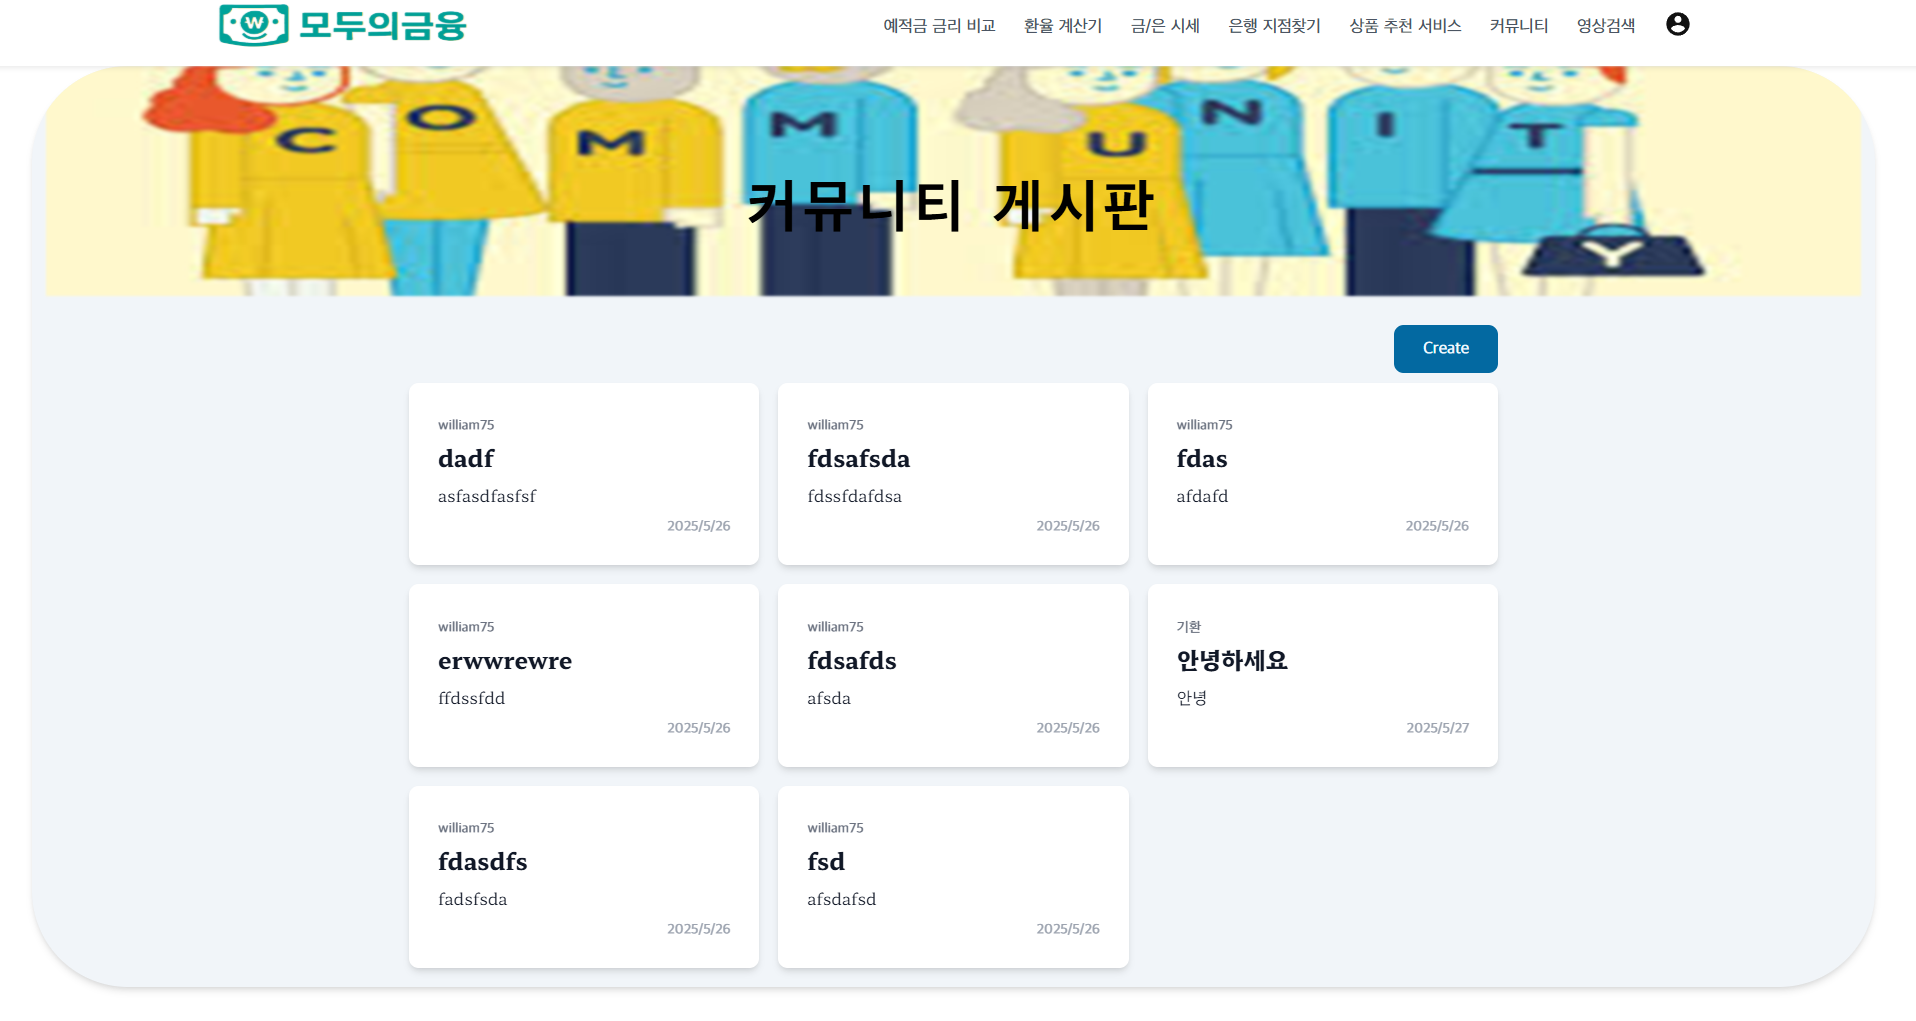 모두의금융
예적금 금리 비교 환율 계산기 금/은 시세 은행 지점찾기 상품 추천 서비스 커뮤니티 영상검색
C O M M U N I T Y
커뮤니티 게시판
Create
william75
dadf
asfasdfasfsf
2025/5/26
william75
fdsafsda
fdssfdafdsa
2025/5/26
william75
fdas
afdafd
2025/5/26
william75
erwwrewre
ffdssfdd
2025/5/26
william75
fdsafds
afsda
2025/5/26
기환
안녕하세요
안녕
2025/5/27
william75
fdasdfs
fadsfsda
2025/5/26
william75
fsd
afsdafsd
2025/5/26